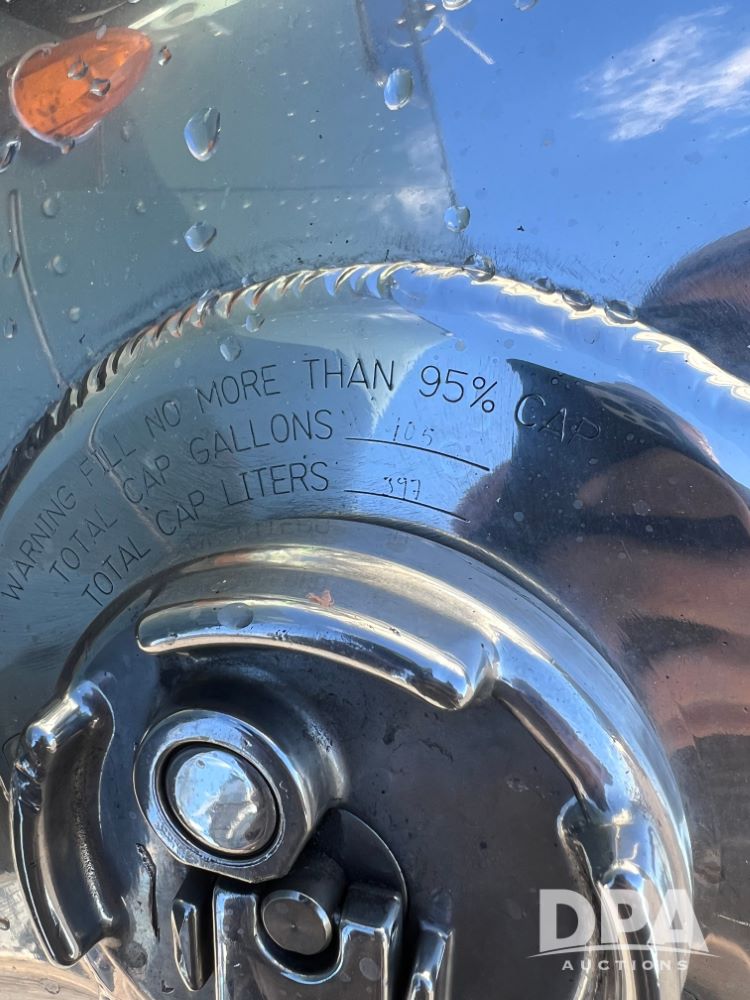 WARNING FILL NO MORE THAN 95% CAP
TOTAL CAP GALLONS 105
TOTAL CAP LITERS 397
DPA
AUCTIONS